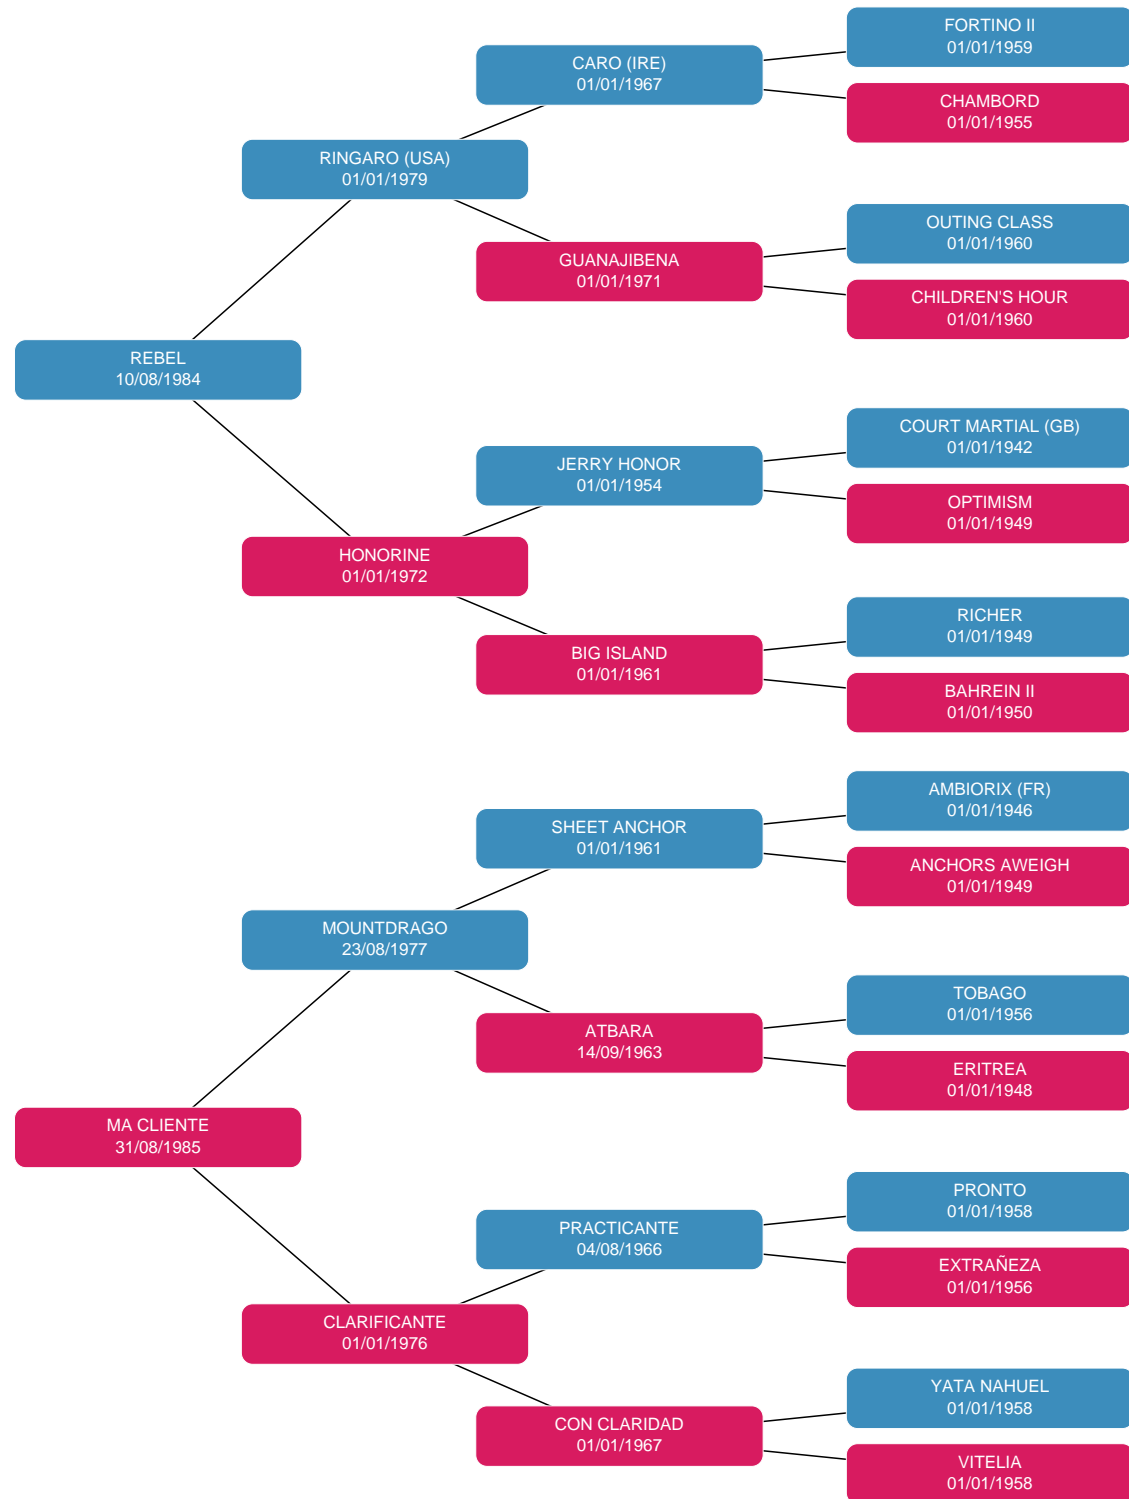 FORTINO II
01/01/1959
CARO (IRE)
01/01/1967
CHAMBORD
01/01/1955
RINGARO (USA)
01/01/1979
OUTING CLASS
01/01/1960
GUANAJIBENA
01/01/1971
CHILDREN'S HOUR
01/01/1960
REBEL
10/08/1984
COURT MARTIAL (GB)
01/01/1942
JERRY HONOR
01/01/1954
OPTIMISM
01/01/1949
HONORINE
01/01/1972
RICHER
01/01/1949
BIG ISLAND
01/01/1961
BAHREIN II
01/01/1950
AMBIORIX (FR)
01/01/1946
SHEET ANCHOR
01/01/1961
ANCHORS AWEIGH
01/01/1949
MOUNTDRAGO
23/08/1977
TOBAGO
01/01/1956
ATBARA
14/09/1963
ERITREA
01/01/1948
MA CLIENTE
31/08/1985
PRONTO
01/01/1958
PRACTICANTE
04/08/1966
EXTRAÑEZA
01/01/1956
CLARIFICANTE
01/01/1976
YATA NAHUEL
01/01/1958
CON CLARIDAD
01/01/1967
VITELIA
01/01/1958